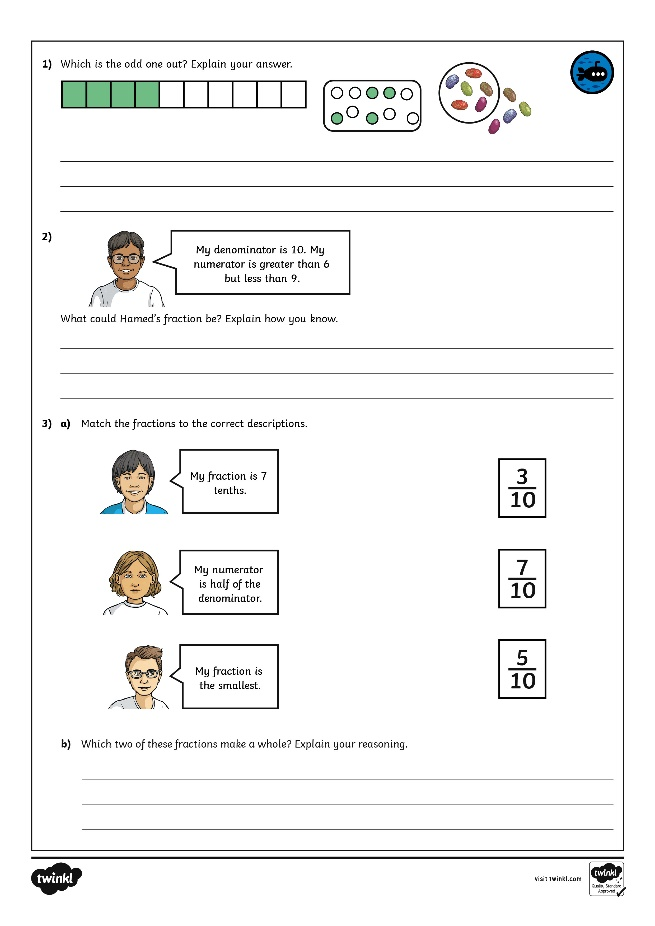 1) Which is the odd one out? Explain your answer.
2)
My denominator is 10. My
numerator is greater than 6
but less than 9.
What could Hamed's fraction be? Explain how you know.
3) a) Match the fractions to the correct descriptions.
My fraction is 7
tenths.
3
10
My numerator
is half of the
denominator.
7
10
My fraction is
the smallest.
5
10
b) Which two of these fractions make a whole? Explain your reasoning.
twinkl
visit twinkl.com
twinkl
Quality Standard
Approved